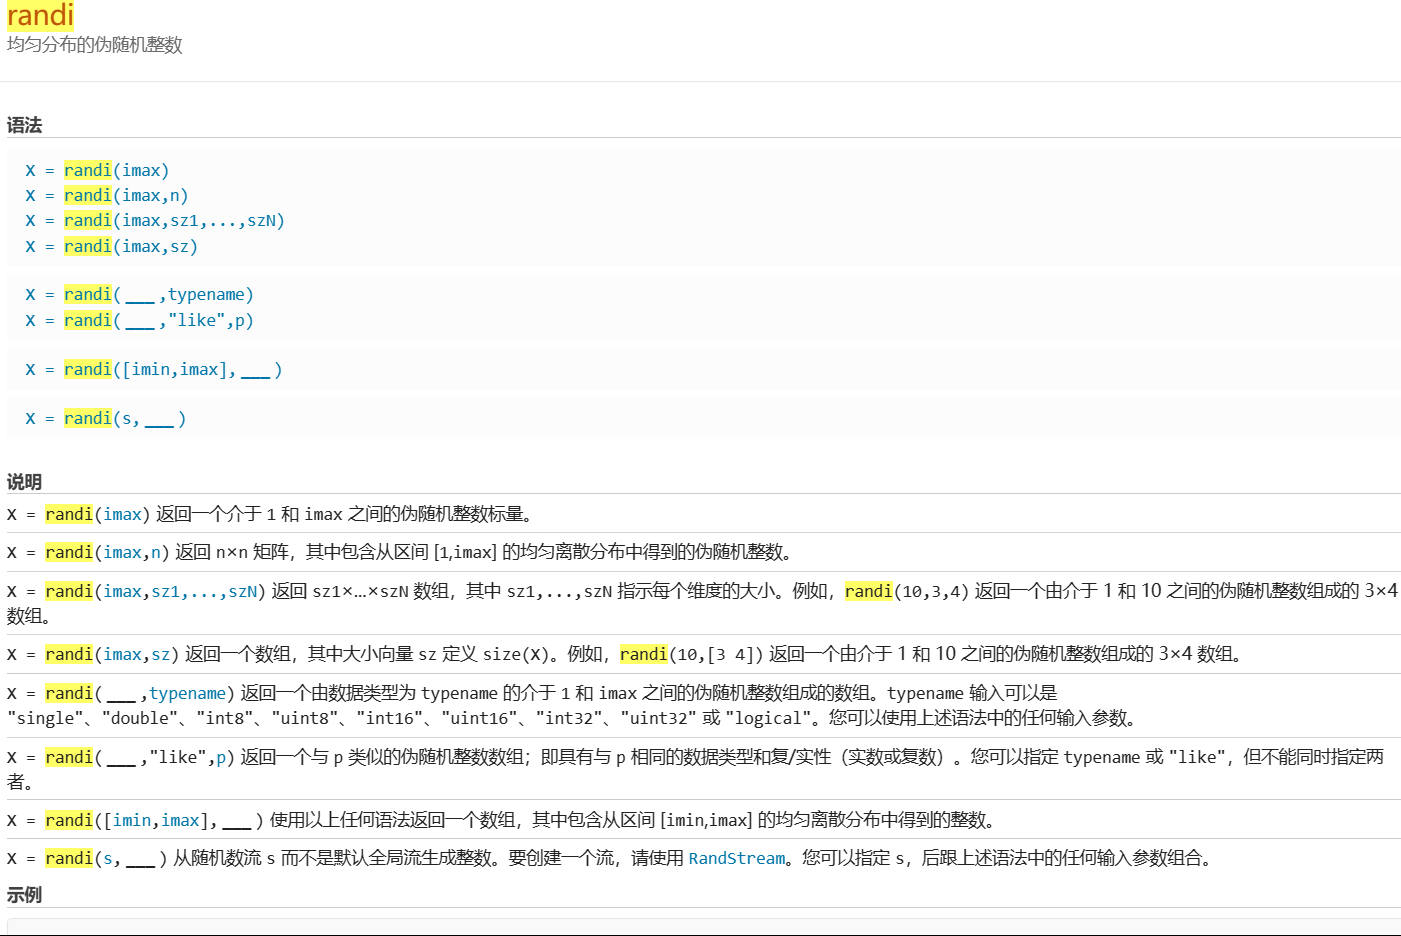 randi
均匀分布的伪随机整数
语法
X = randi(imax)
X = randi(imax,n)
X = randi(imax,sz1,...,szN)
X = randi(imax,sz)
X = randi(___,typename)
X = randi(___,"like",p)
X = randi([imin,imax],___)
X = randi(s,___)
说明
X = randi(imax) 返回一个介于 1 和 imax 之间的伪随机整数标量。
X = randi(imax,n) 返回 n×n 矩阵，其中包含从区间 [1,imax] 的均匀离散分布中得到的伪随机整数。
X = randi(imax,sz1,...,szN) 返回 sz1×...×szN 数组，其中 sz1,...,szN 指示每个维度的大小。例如，randi(10,3,4) 返回一个由介于 1 和 10 之间的伪随机整数组成的 3×4
数组。
X = randi(imax,sz) 返回一个数组，其中大小向量 sz 定义 size(X)。例如，randi(10,[3 4]) 返回一个由介于 1 和 10 之间的伪随机整数组成的 3×4 数组。
X = randi(___,typename) 返回一个由数据类型为 typename 的介于 1 和 imax 之间的伪随机整数组成的数组。typename 输入可以是
"single"、"double"、"int8"、"uint8"、"int16"、"uint16"、"int32"、"uint32" 或 "logical"。您可以使用上述语法中的任何输入参数。
X = randi(___,"like",p) 返回一个与 p 类似的伪随机整数数组；即具有与 p 相同的数据类型和复/实性（实数或复数）。您可以指定 typename 或 "like"，但不能同时指定两
者。
X = randi([imin,imax],___) 使用以上任何语法返回一个数组，其中包含从区间 [imin,imax] 的均匀离散分布中得到的整数。
X = randi(s,___) 从随机数流 s 而不是默认全局流生成整数。要创建一个流，请使用 RandStream。您可以指定 s，后跟上述语法中的任何输入参数组合。
示例